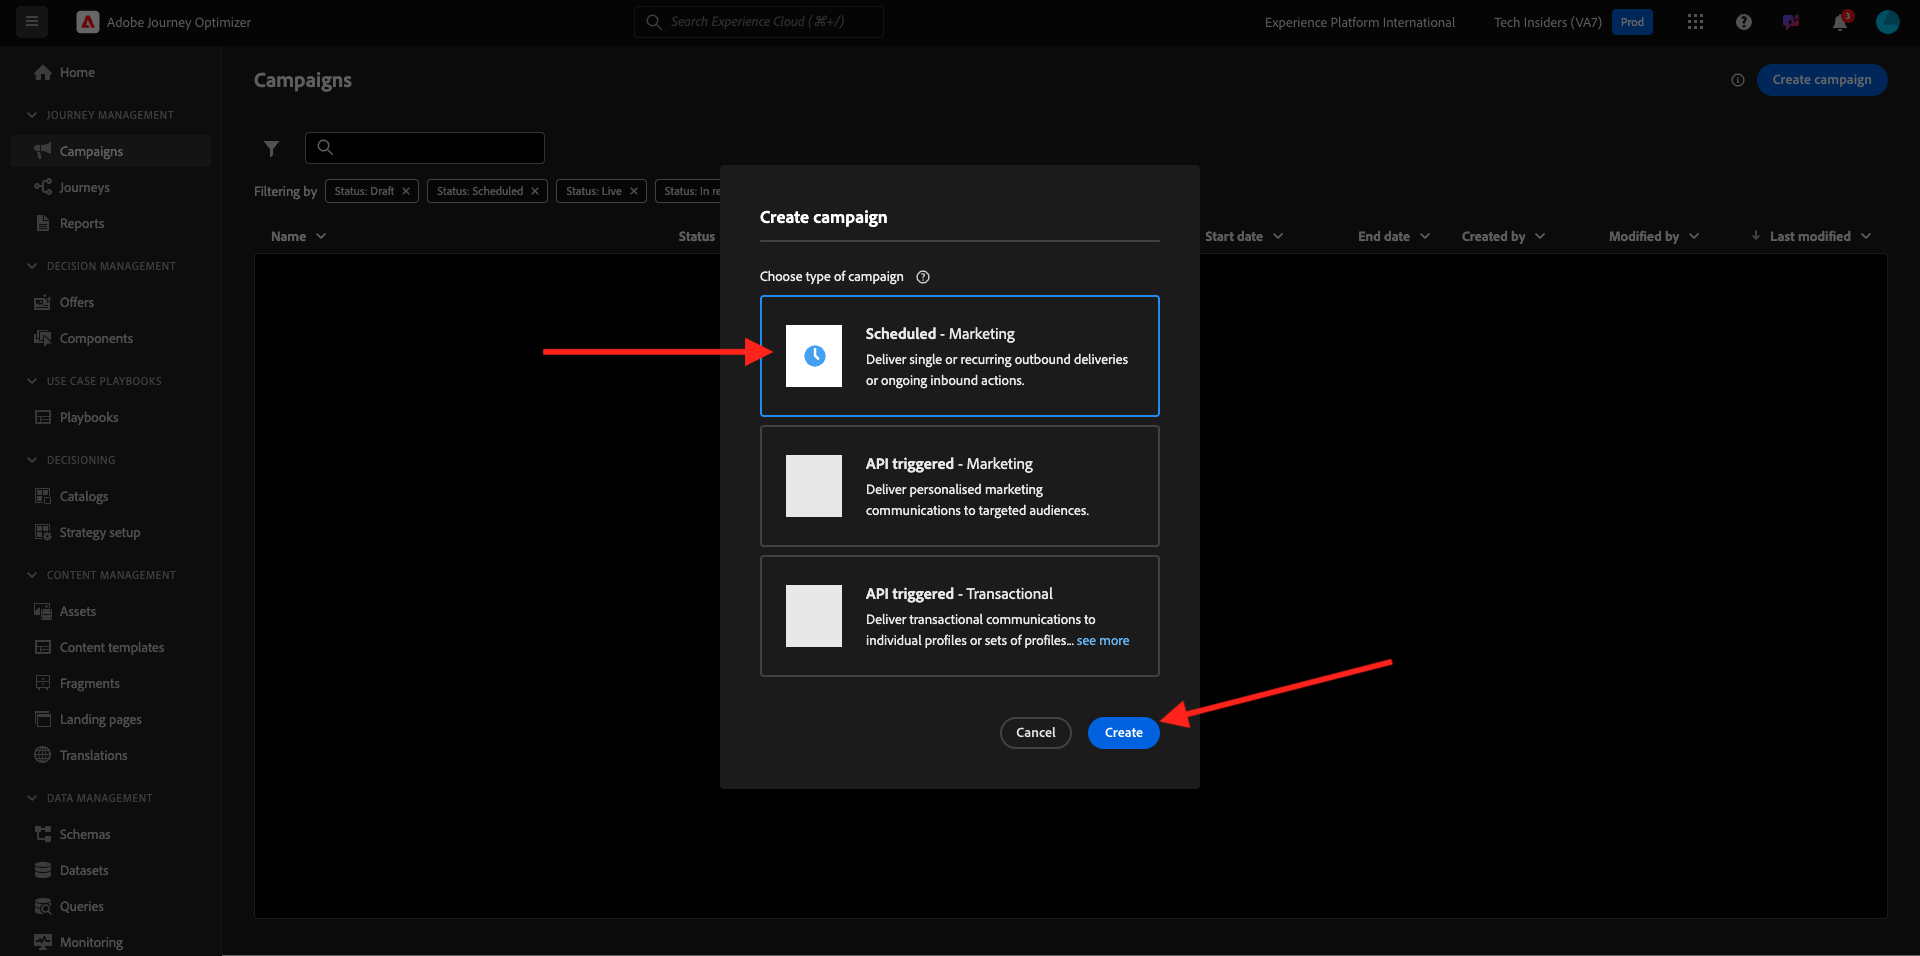 Adobe Journey Optimizer
Search Experience Cloud (⌘+/)
Experience Platform International
Tech Insiders (VA7)
Prod
3
Home
JOURNEY MANAGEMENT
Campaigns
Journeys
Reports
DECISION MANAGEMENT
Offers
Components
USE CASE PLAYBOOKS
Playbooks
DECISIONING
Catalogs
Strategy setup
CONTENT MANAGEMENT
Assets
Content templates
Fragments
Landing pages
Translations
DATA MANAGEMENT
Schemas
Datasets
Queries
Monitoring
Campaigns
Create campaign
Filtering by
Status: Draft
Status: Scheduled
Status: Live
Status: In re
Name
Status
Start date
End date
Created by
Modified by
Last modified
Create campaign
Choose type of campaign
Scheduled - Marketing
Deliver single or recurring outbound deliveries
or ongoing inbound actions.
API triggered - Marketing
Deliver personalised marketing
communications to targeted audiences.
API triggered - Transactional
Deliver transactional communications to
individual profiles or sets of profiles... see more
Cancel
Create